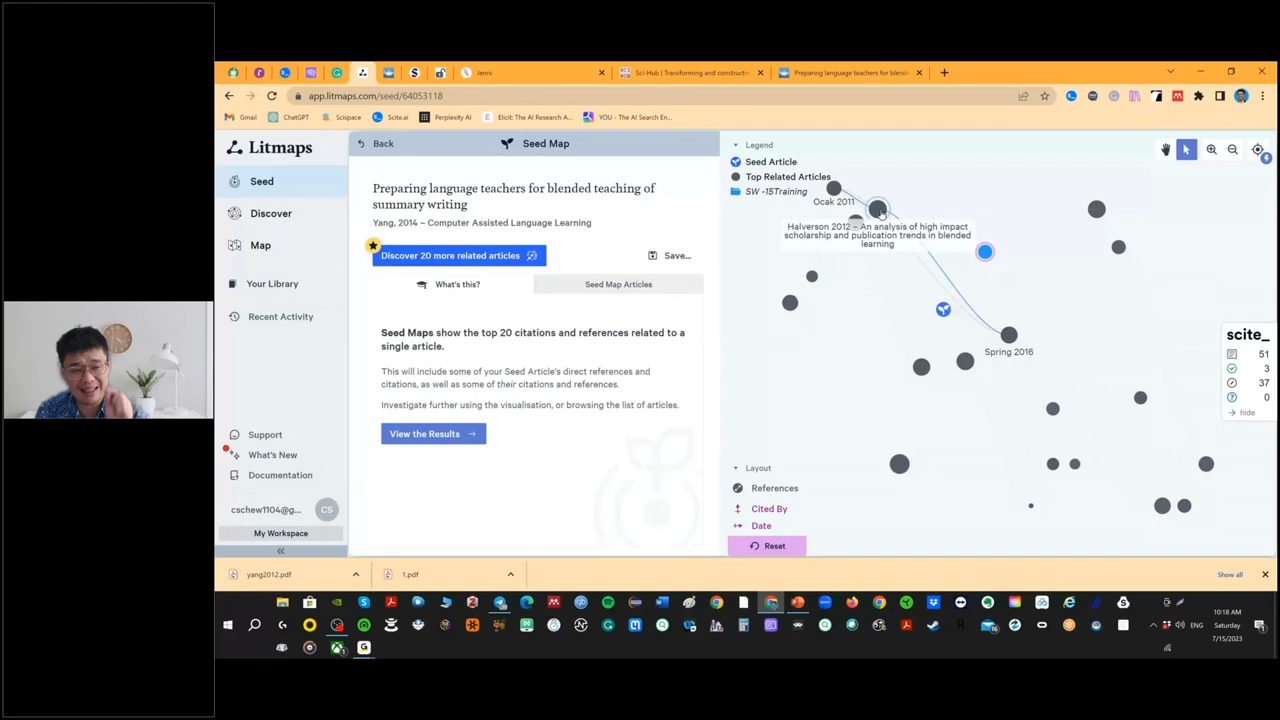 Jenni
Sci-Hub | Transforming and constructi
Preparing language teachers for blend
app.litmaps.com/seed/64053118
Gmail
ChatGPT
Scispace
Scite.ai
Perplexity AI
Elicit: The AI Research A...
YOU - The AI Search En...
Litmaps
Seed
Discover
Map
Your Library
Recent Activity
Support
What's New
Documentation
cschew1104@g...
CS
My Workspace
Back
Seed Map
Preparing language teachers for blended teaching of
summary writing
Yang, 2014 – Computer Assisted Language Learning
Discover 20 more related articles
Save...
What's this?
Seed Map Articles
Seed Maps show the top 20 citations and references related to a
single article.
This will include some of your Seed Article's direct references and
citations, as well as some of their citations and references.
Investigate further using the visualisation, or browsing the list of articles.
View the Results →
Legend
Seed Article
Top Related Articles
SW -15Training
Ocak 2011
Halverson 2012 – An analysis of high impact
scholarship and publication trends in blended
learning
Spring 2016
Layout
References
Cited By
Date
Reset
scite_
51
3
37
0
hide
yang2012.pdf
1.pdf
Show all
ENG
10:18 AM
Saturday
7/15/2023